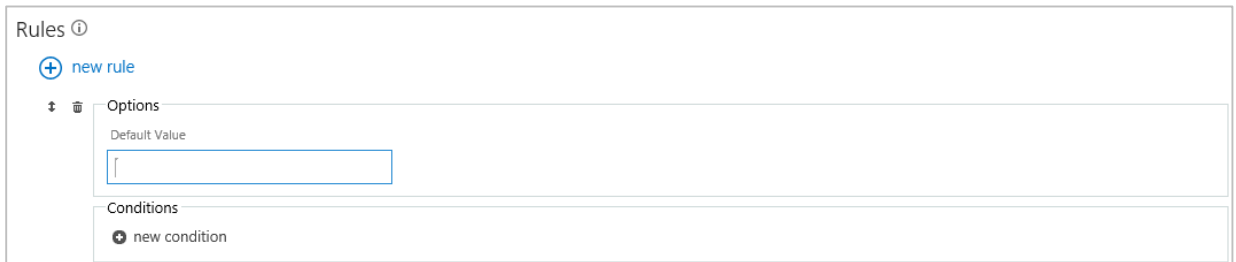 Rules
new rule
Options
Default Value
Conditions
new condition